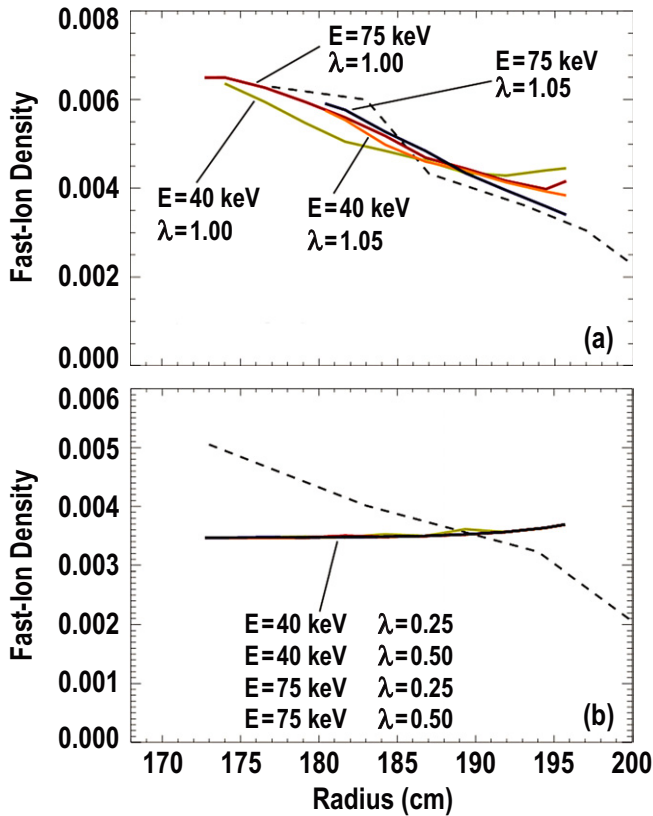 0.008
0.006
0.004
0.002
0.000
Fast-Ion Density
E=75 keV
λ=1.00
E=75 keV
λ=1.05
E=40 keV
λ=1.00
E=40 keV
λ=1.05
(a)
0.006
0.005
0.004
0.003
0.002
0.001
0.000
Fast-Ion Density
E=40 keV λ=0.25
E=40 keV λ=0.50
E=75 keV λ=0.25
E=75 keV λ=0.50
(b)
170 175 180 185 190 195 200
Radius (cm)